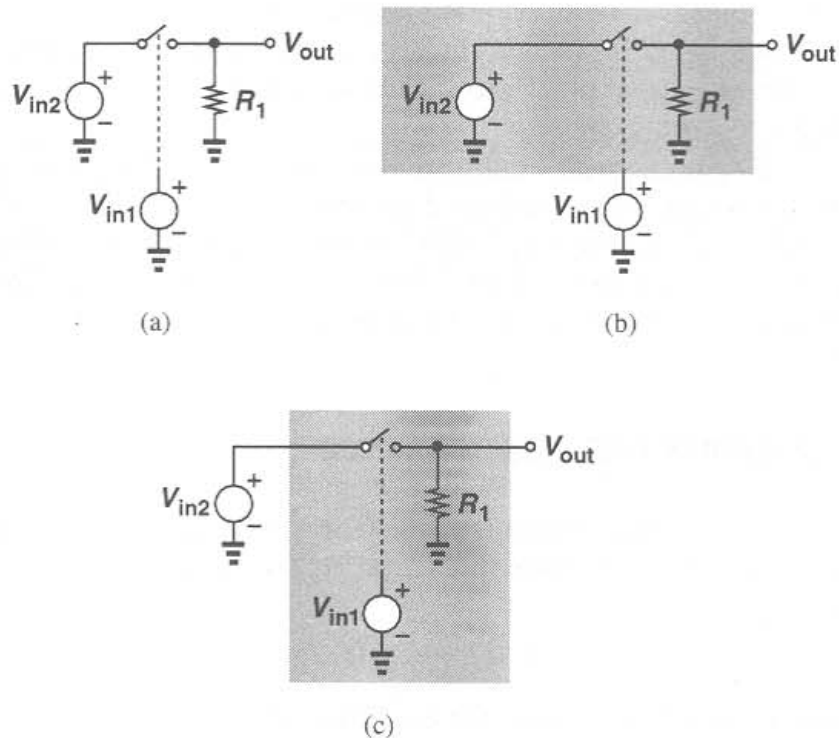 V_out
V_in2
+
−
R_1
V_in1
+
−
(a)
V_out
V_in2
+
−
R_1
V_in1
+
−
(b)
V_out
V_in2
+
−
R_1
V_in1
+
−
(c)